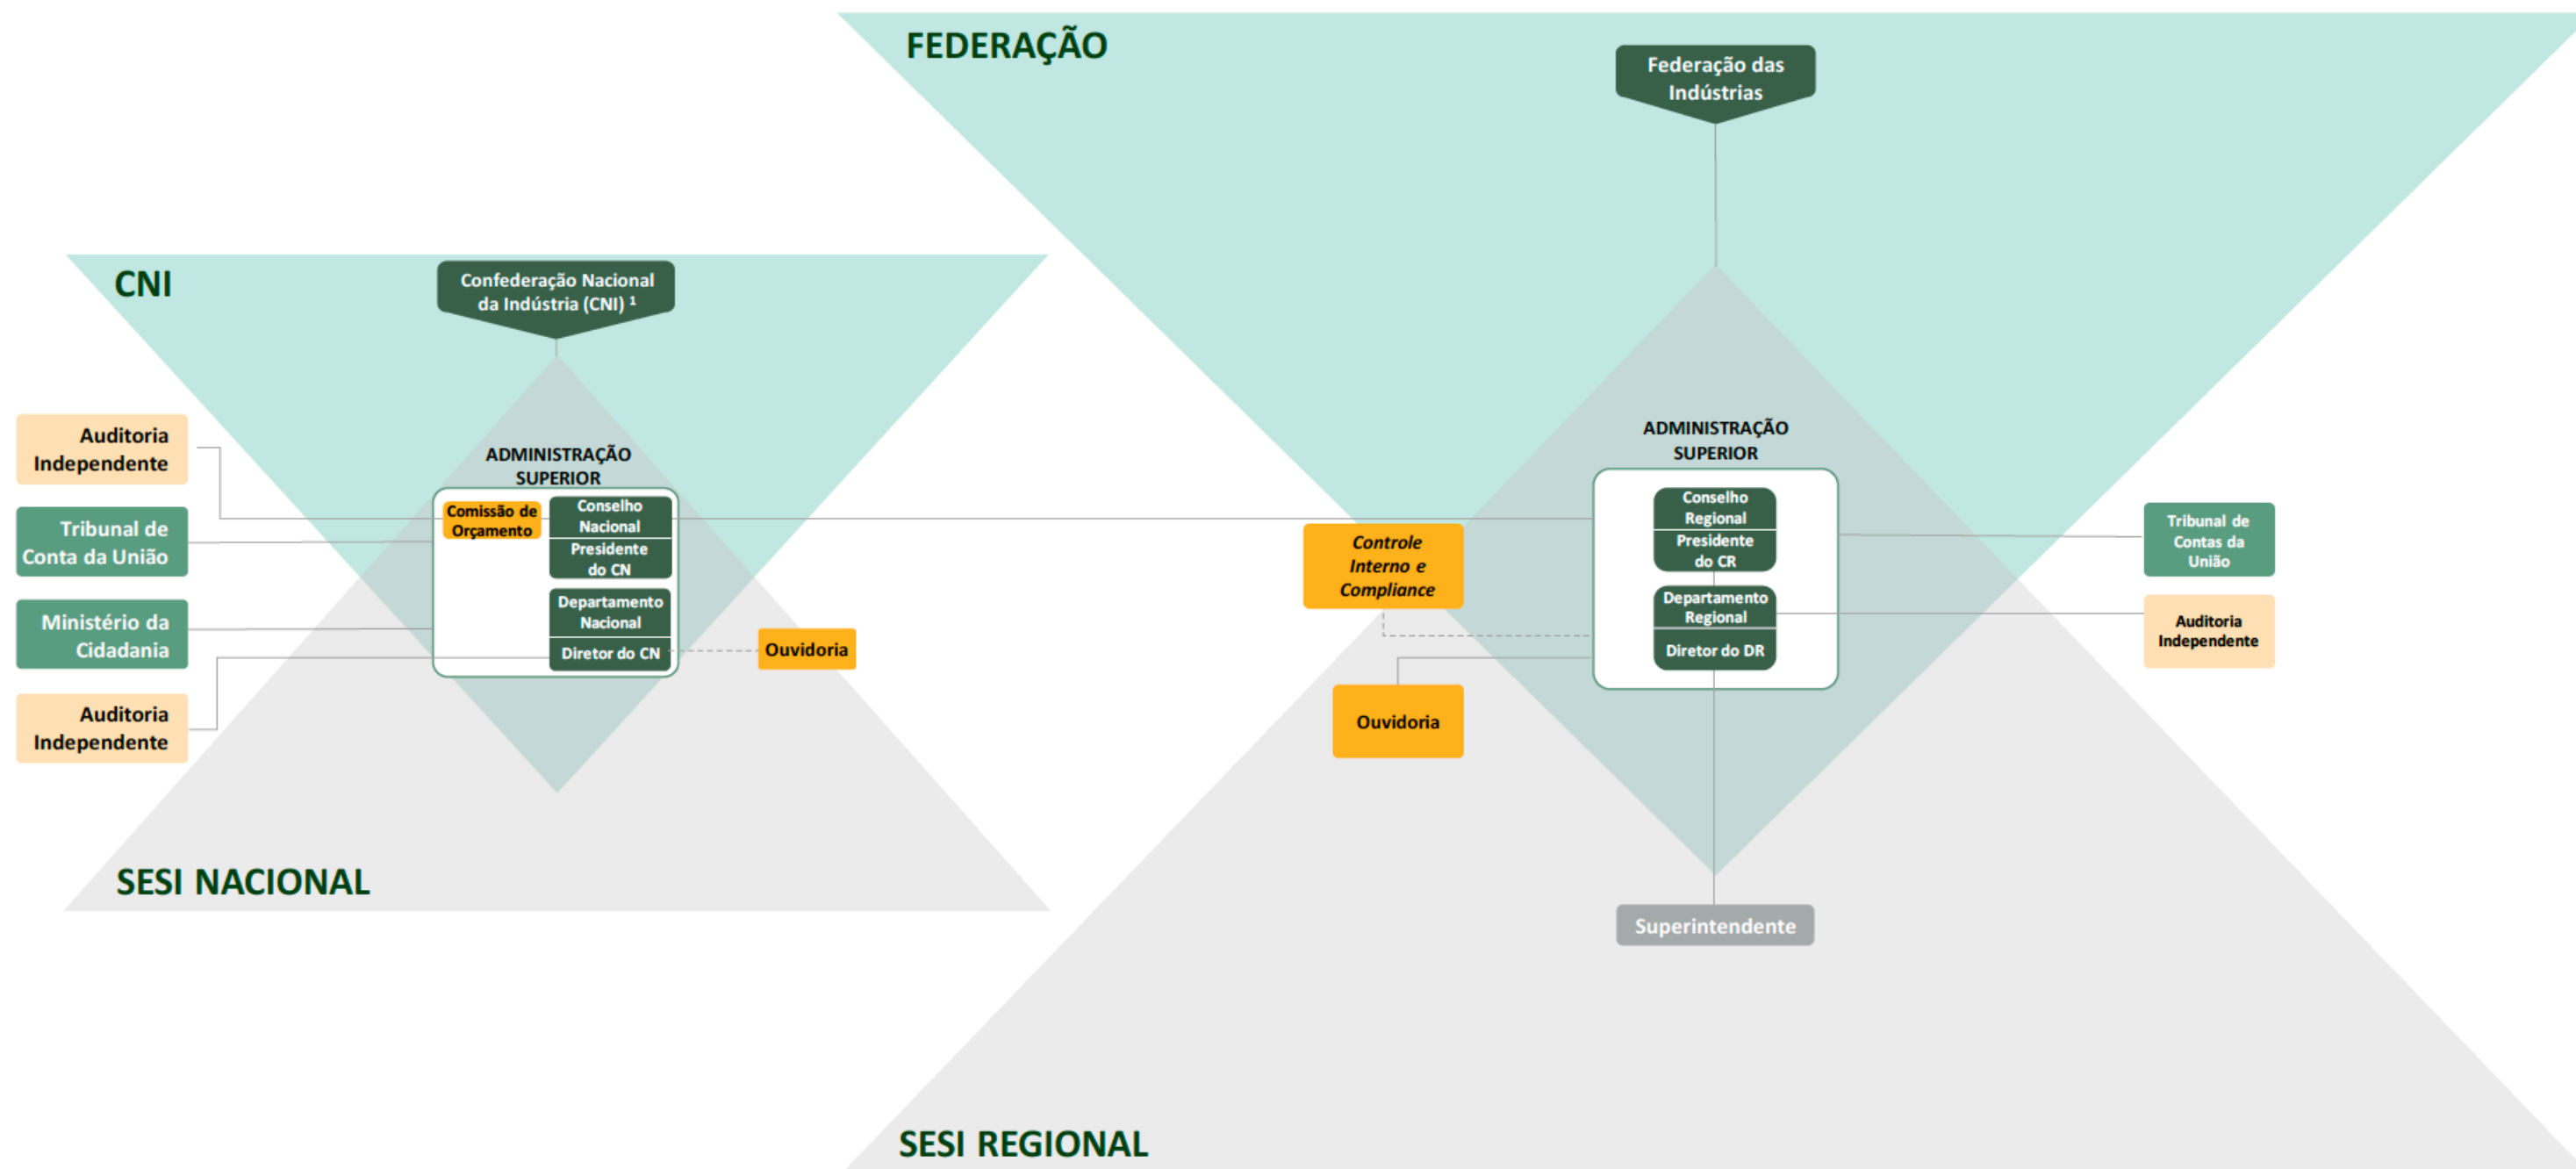 FEDERAÇÃO
Federação das
Indústrias
CNI
Confederação Nacional
da Indústria (CNI) ¹
Auditoria
Independente
Tribunal de
Conta da União
Ministério da
Cidadania
Auditoria
Independente
ADMINISTRAÇÃO
SUPERIOR
Comissão de
Orçamento
Conselho
Nacional
Presidente
do CN
Departamento
Nacional
Diretor do CN
Ouvidoria
SESI NACIONAL
Controle
Interno e
Compliance
Ouvidoria
ADMINISTRAÇÃO
SUPERIOR
Conselho
Regional
Presidente
do CR
Departamento
Regional
Diretor do DR
Tribunal de
Contas da
União
Auditoria
Independente
Superintendente
SESI REGIONAL